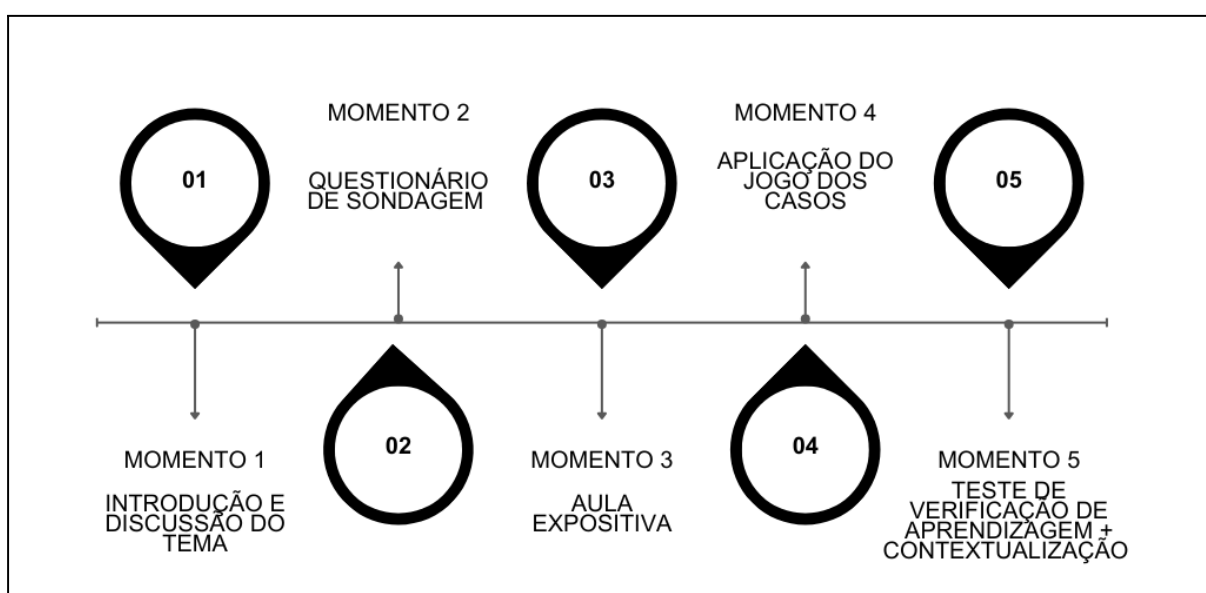 01
MOMENTO 1
INTRODUÇÃO E
DISCUSSÃO DO
TEMA
MOMENTO 2
QUESTIONÁRIO
DE SONDAGEM
02
03
MOMENTO 3
AULA
EXPOSITIVA
MOMENTO 4
APLICAÇÃO DO
JOGO DOS
CASOS
04
05
MOMENTO 5
TESTE DE
VERIFICAÇÃO DE
APRENDIZAGEM +
CONTEXTUALIZAÇÃO